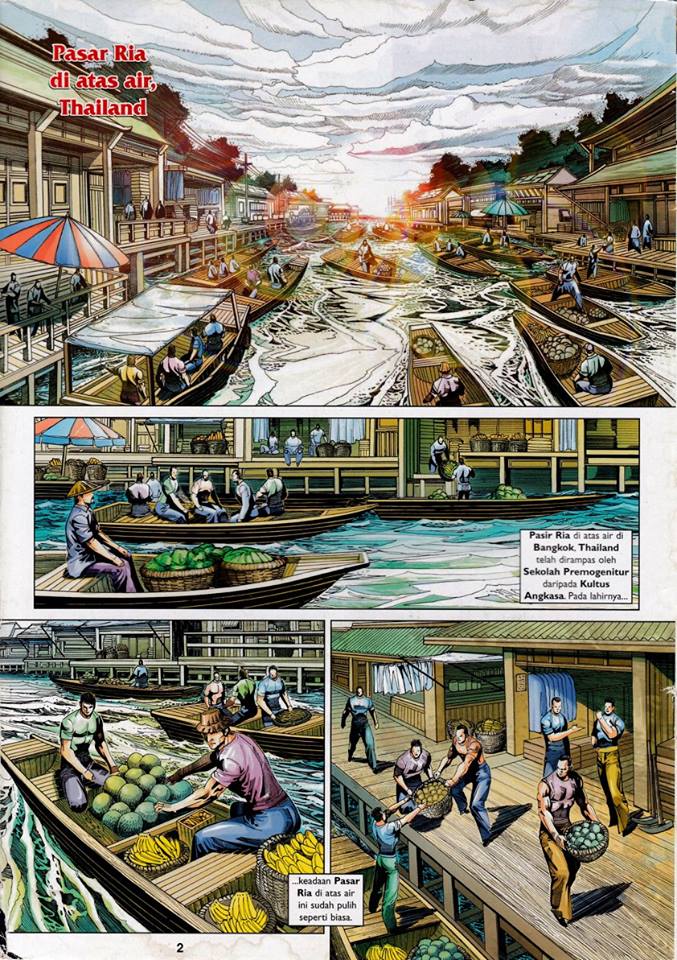 Pasar Ria
di atas air,
Thailand
Pasir Ria di atas air di
Bangkok, Thailand
telah dirampas oleh
Sekolah Premogenitur
daripada Kultus
Angkasa. Pada lahirnya...
...keadaan Pasar
Ria di atas air
ini sudah pulih
seperti biasa.
2